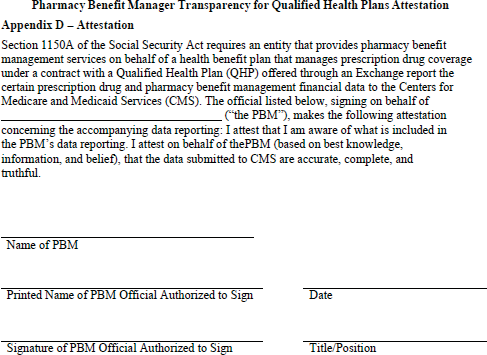 Pharmacy Benefit Manager Transparency for Qualified Health Plans Attestation
Appendix D – Attestation
Section 1150A of the Social Security Act requires an entity that provides pharmacy benefit
management services on behalf of a health benefit plan that manages prescription drug coverage
under a contract with a Qualified Health Plan (QHP) offered through an Exchange report the
certain prescription drug and pharmacy benefit management financial data to the Centers for
Medicare and Medicaid Services (CMS). The official listed below, signing on behalf of
____________________________________ (“the PBM”), makes the following attestation
concerning the accompanying data reporting: I attest that I am aware of what is included in
the PBM’s data reporting. I attest on behalf of thePBM (based on best knowledge,
information, and belief), that the data submitted to CMS are accurate, complete, and
truthful.
Name of PBM
Printed Name of PBM Official Authorized to Sign Date
Signature of PBM Official Authorized to Sign Title/Position